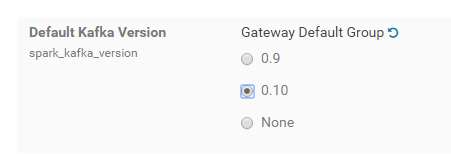 Default Kafka Version
spark_kafka_version
Gateway Default Group
0.9
0.10
None